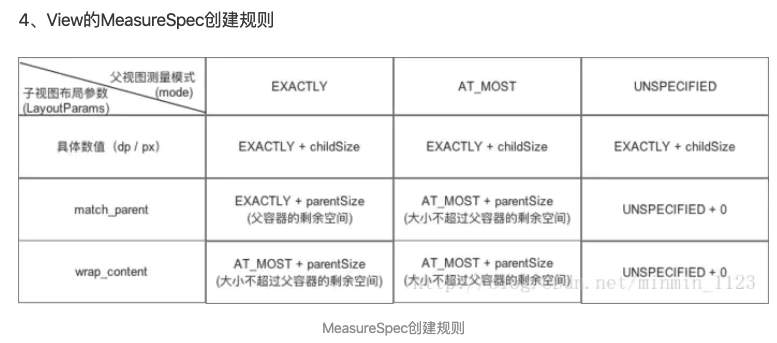 4、View的MeasureSpec创建规则
父视图测量模式
(mode)
子视图布局参数
(LayoutParams)
EXACTLY
AT_MOST
UNSPECIFIED
具体数值（dp / px）
EXACTLY + childSize
EXACTLY + childSize
EXACTLY + childSize
match_parent
EXACTLY + parentSize
(父容器的剩余空间)
AT_MOST + parentSize
(大小不超过父容器的剩余空间)
UNSPECIFIED + 0
wrap_content
AT_MOST + parentSize
(大小不超过父容器的剩余空间)
AT_MOST + parentSize
(大小不超过父容器的剩余空间)
UNSPECIFIED + 0
http://blog.csdn.net/minmin_1123
MeasureSpec创建规则